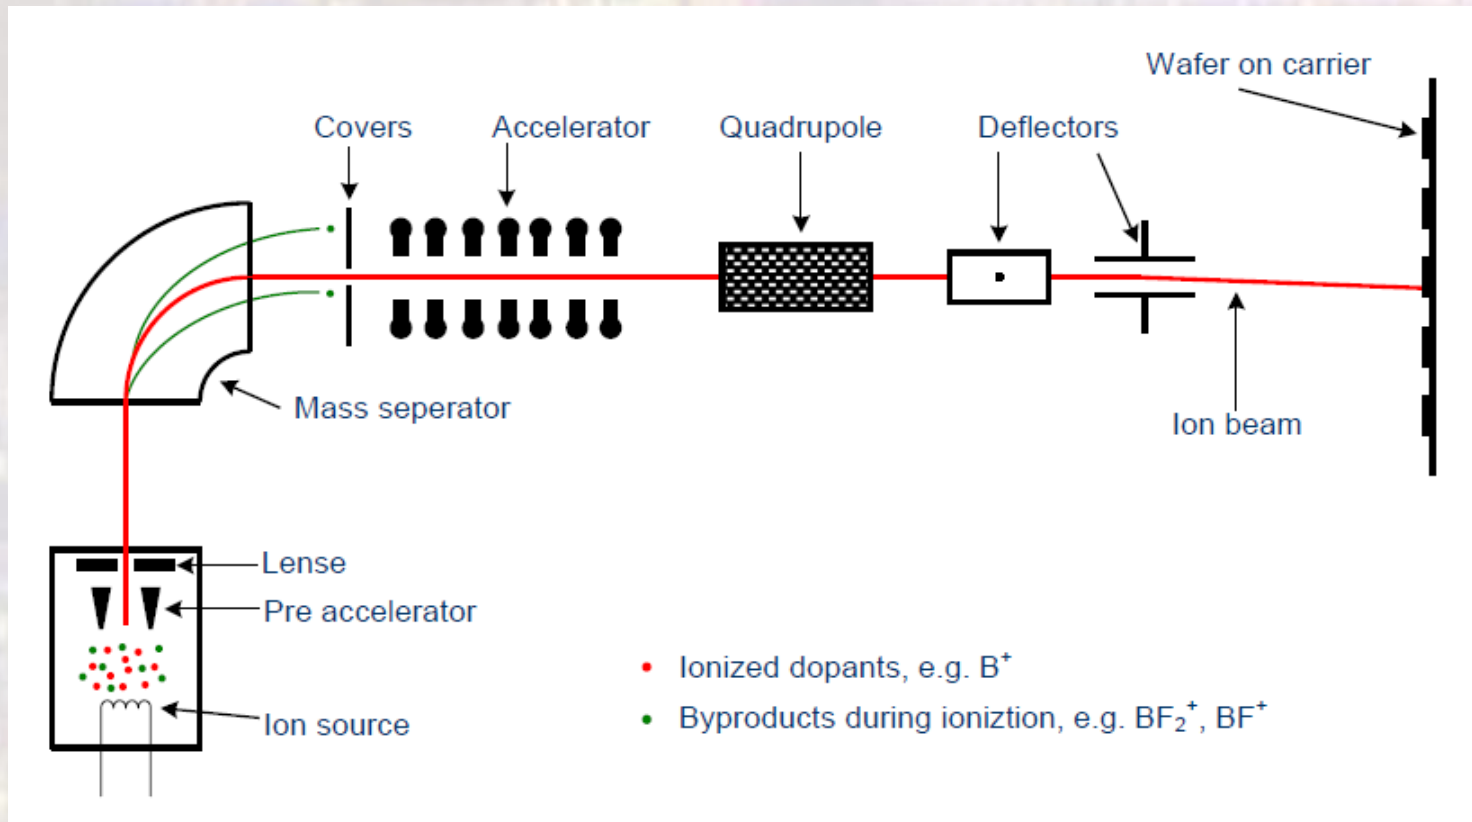 Wafer on carrier
Covers
Accelerator
Quadrupole
Deflectors
Mass seperator
Ion beam
Lense
Pre accelerator
Ionized dopants, e.g. B⁺
Byproducts during ioniztion, e.g. BF₂⁺, BF⁺
Ion source